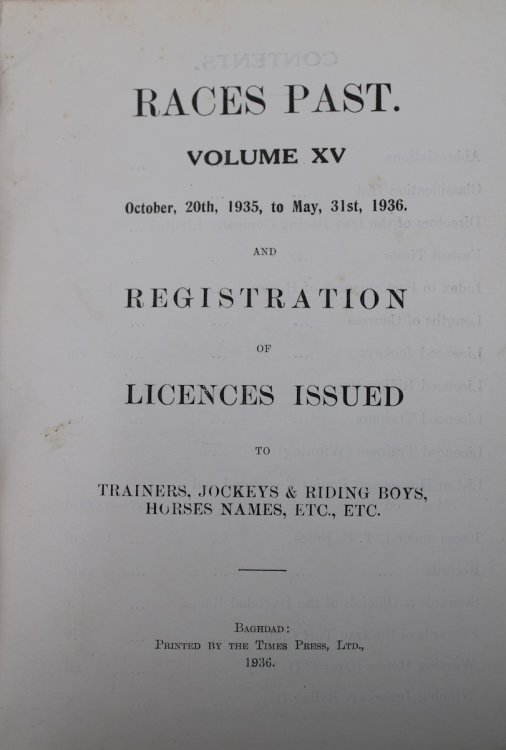 RACES PAST.
VOLUME XV
October, 20th, 1935, to May, 31st, 1936.
AND
REGISTRATION
OF
LICENCES ISSUED
TO
TRAINERS, JOCKEYS & RIDING BOYS,
HORSES NAMES, ETC., ETC.
BAGHDAD:
PRINTED BY THE TIMES PRESS, LTD.,
1936.